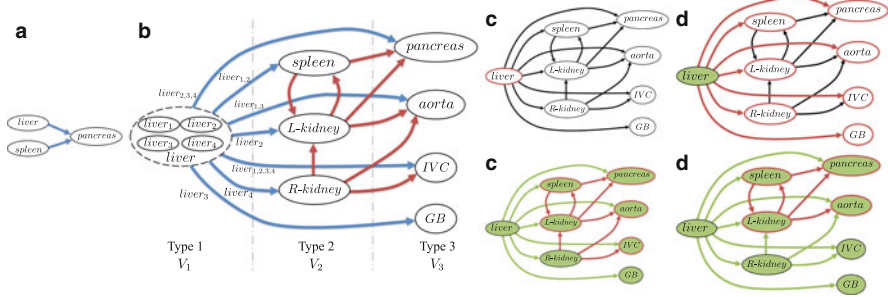 a
liver
spleen
pancreas
b
liver2,3,4
liver1,2
liver1,3
liver2
liver1,2,3,4
liver4
liver3
liver1
liver2
liver3
liver4
liver
spleen
L-kidney
R-kidney
pancreas
aorta
IVC
GB
Type 1
V1
Type 2
V2
Type 3
V3
c
liver
spleen
L-kidney
R-kidney
pancreas
aorta
IVC
GB
d
liver
spleen
L-kidney
R-kidney
pancreas
aorta
IVC
GB
c
liver
spleen
L-kidney
R-kidney
pancreas
aorta
IVC
GB
d
liver
spleen
L-kidney
R-kidney
pancreas
aorta
IVC
GB